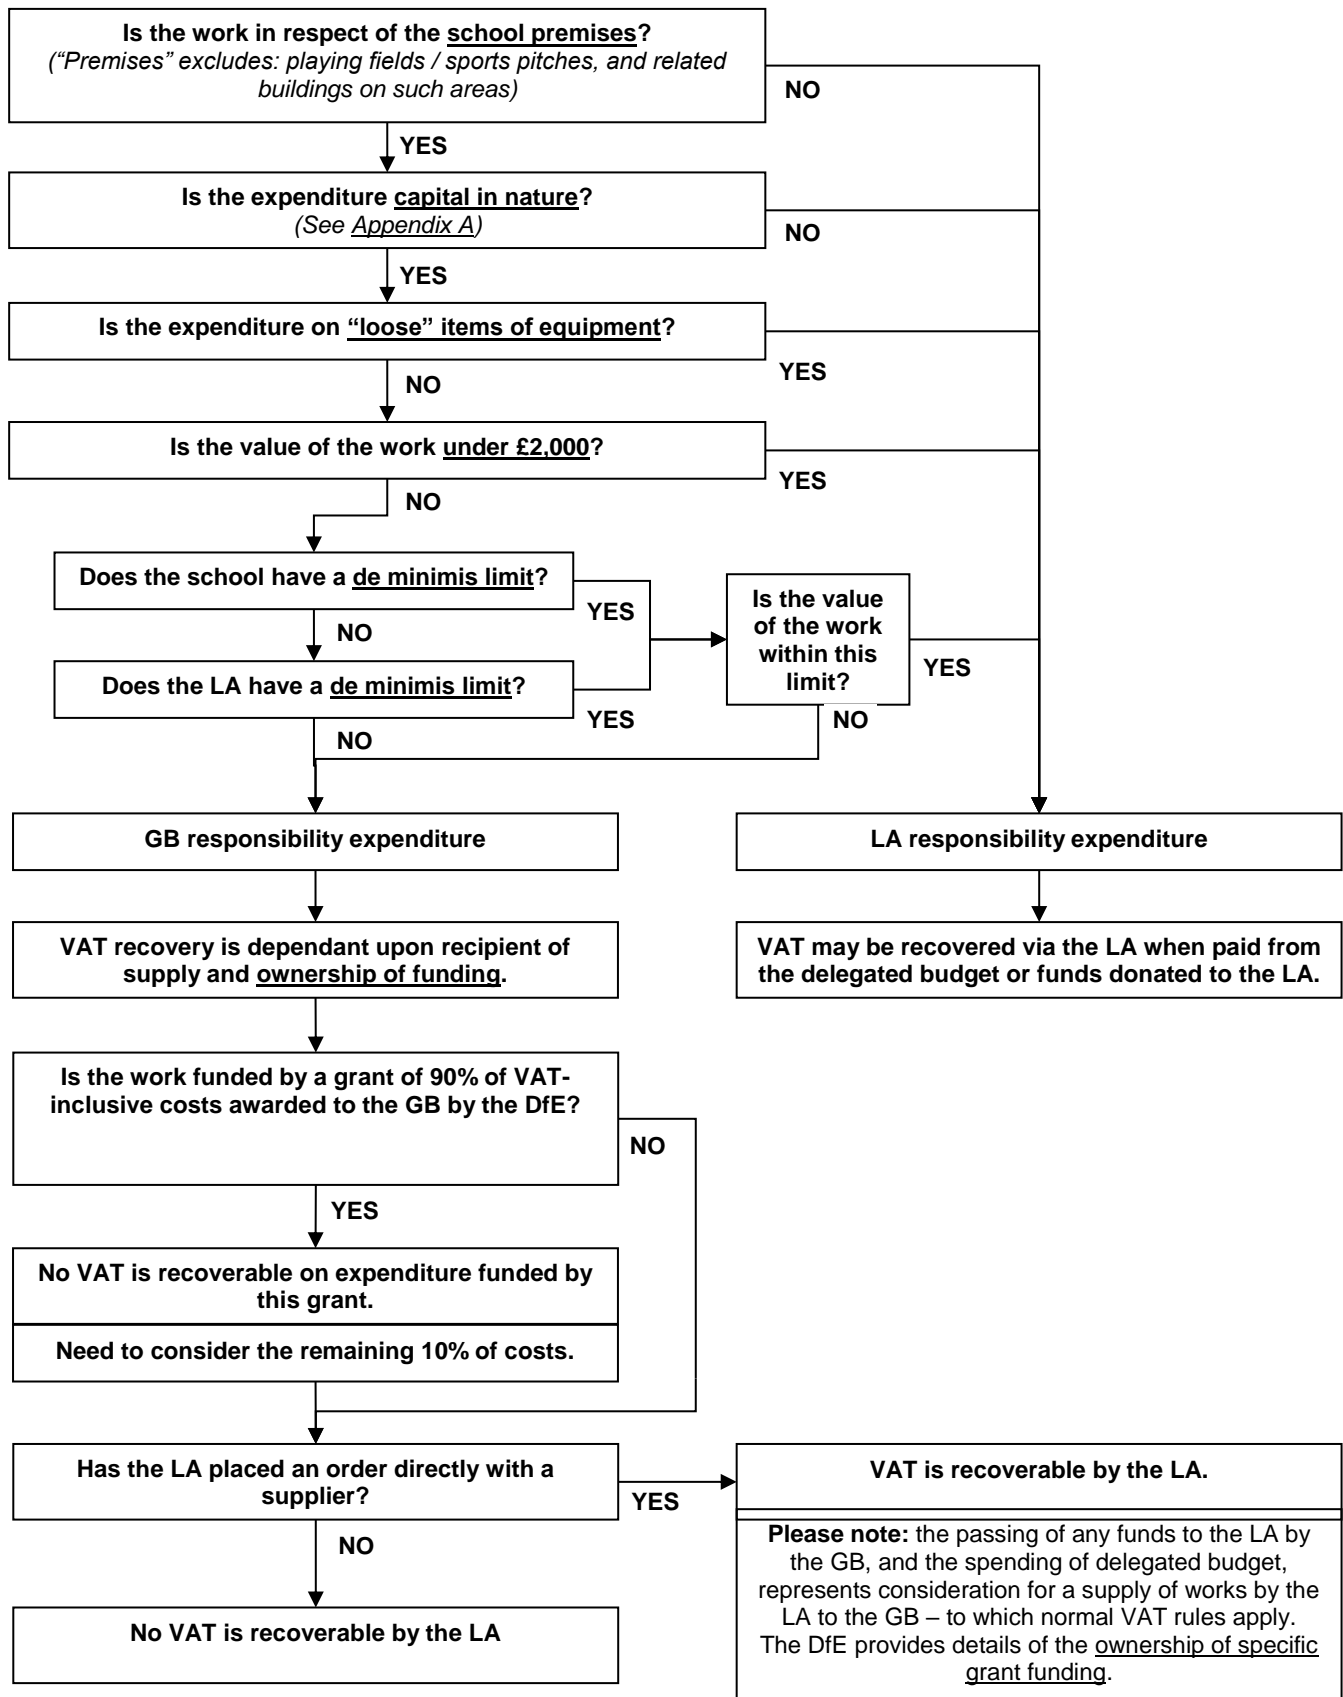 Is the work in respect of the school premises?
(“Premises” excludes: playing fields / sports pitches, and related
buildings on such areas)
NO
YES
Is the expenditure capital in nature?
(See Appendix A)
NO
YES
Is the expenditure on “loose” items of equipment?
YES
NO
Is the value of the work under £2,000?
YES
NO
Does the school have a de minimis limit?
YES
NO
Is the value
of the work
within this
limit?
YES
NO
Does the LA have a de minimis limit?
YES
NO
GB responsibility expenditure
LA responsibility expenditure
VAT recovery is dependant upon recipient of
supply and ownership of funding.
VAT may be recovered via the LA when paid from
the delegated budget or funds donated to the LA.
Is the work funded by a grant of 90% of VAT-
inclusive costs awarded to the GB by the DfE?
NO
YES
No VAT is recoverable on expenditure funded by
this grant.
Need to consider the remaining 10% of costs.
Has the LA placed an order directly with a
supplier?
YES
NO
VAT is recoverable by the LA.
Please note: the passing of any funds to the LA by
the GB, and the spending of delegated budget,
represents consideration for a supply of works by the
LA to the GB – to which normal VAT rules apply.
The DfE provides details of the ownership of specific
grant funding.
No VAT is recoverable by the LA